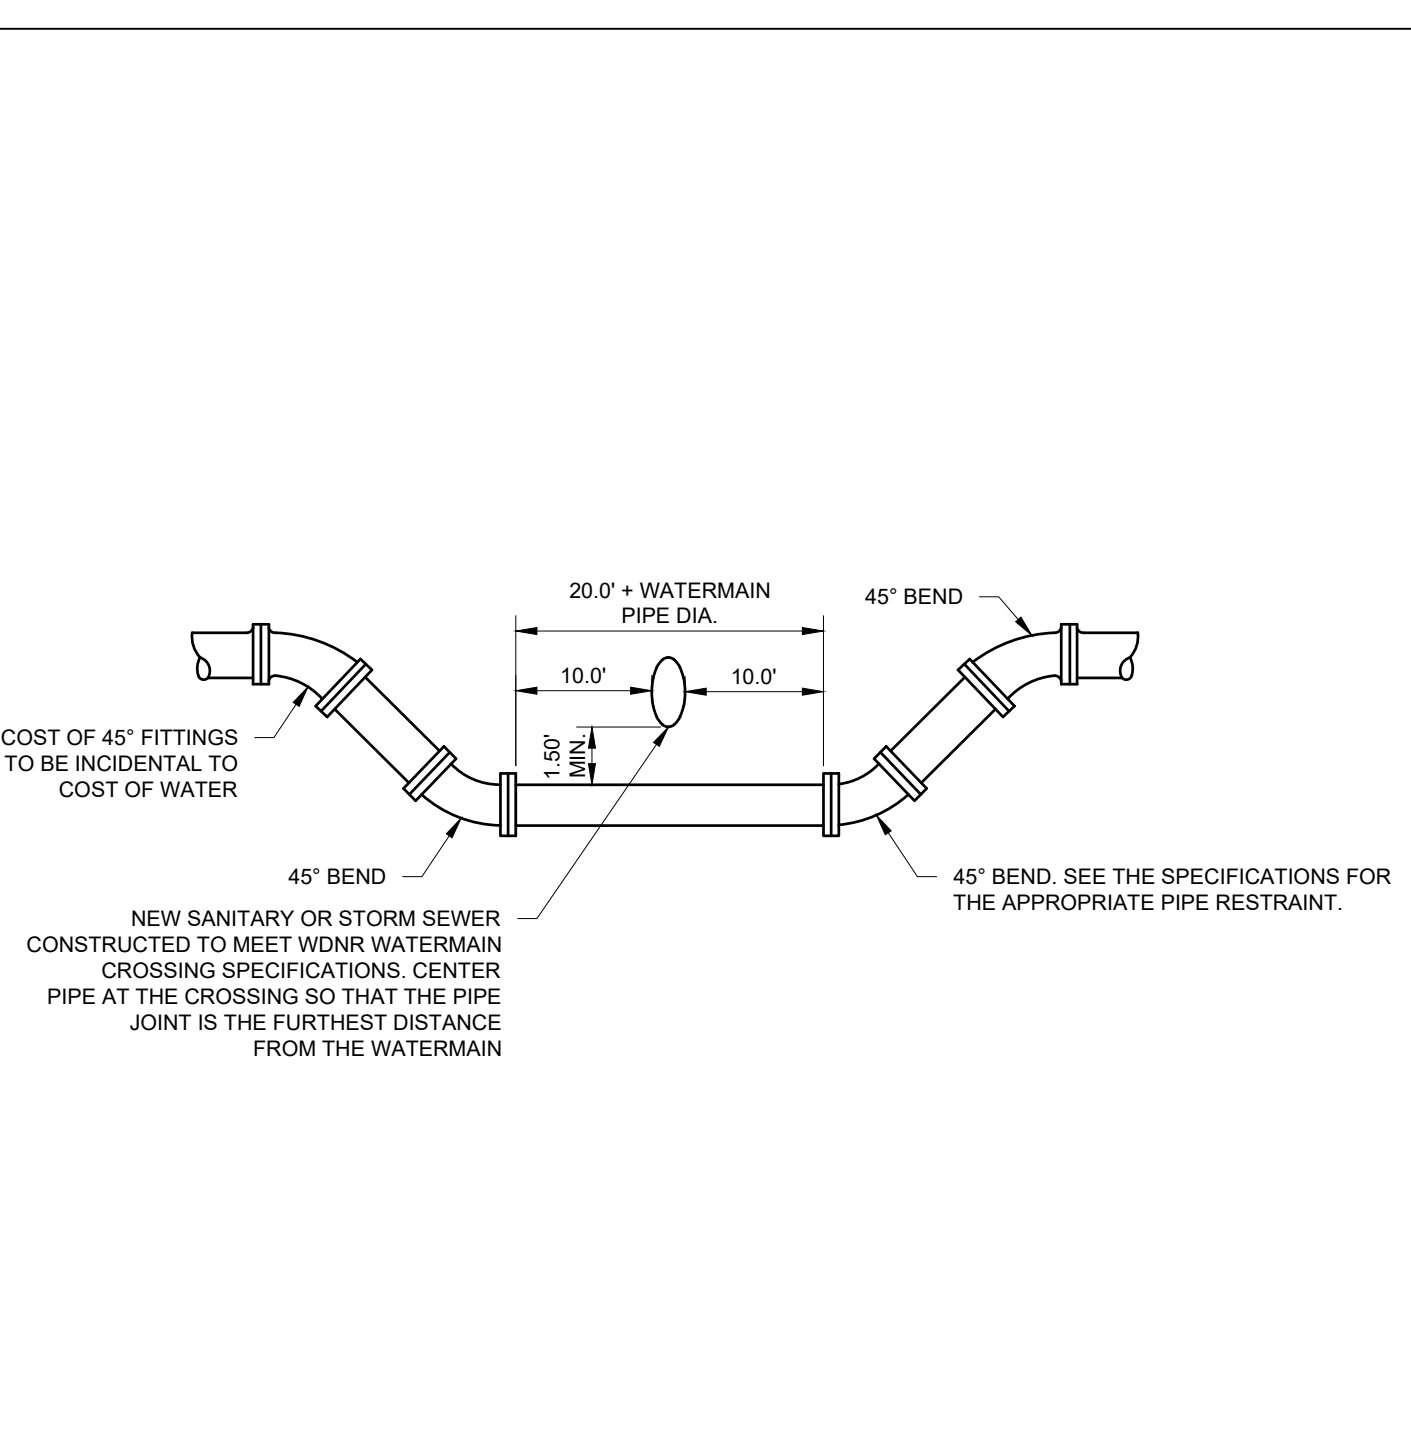 20.0' + WATERMAIN
PIPE DIA.
45° BEND
10.0'
10.0'
1.50'
MIN.
COST OF 45° FITTINGS
TO BE INCIDENTAL TO
COST OF WATER
45° BEND
45° BEND. SEE THE SPECIFICATIONS FOR
THE APPROPRIATE PIPE RESTRAINT.
NEW SANITARY OR STORM SEWER
CONSTRUCTED TO MEET WDNR WATERMAIN
CROSSING SPECIFICATIONS. CENTER
PIPE AT THE CROSSING SO THAT THE PIPE
JOINT IS THE FURTHEST DISTANCE
FROM THE WATERMAIN